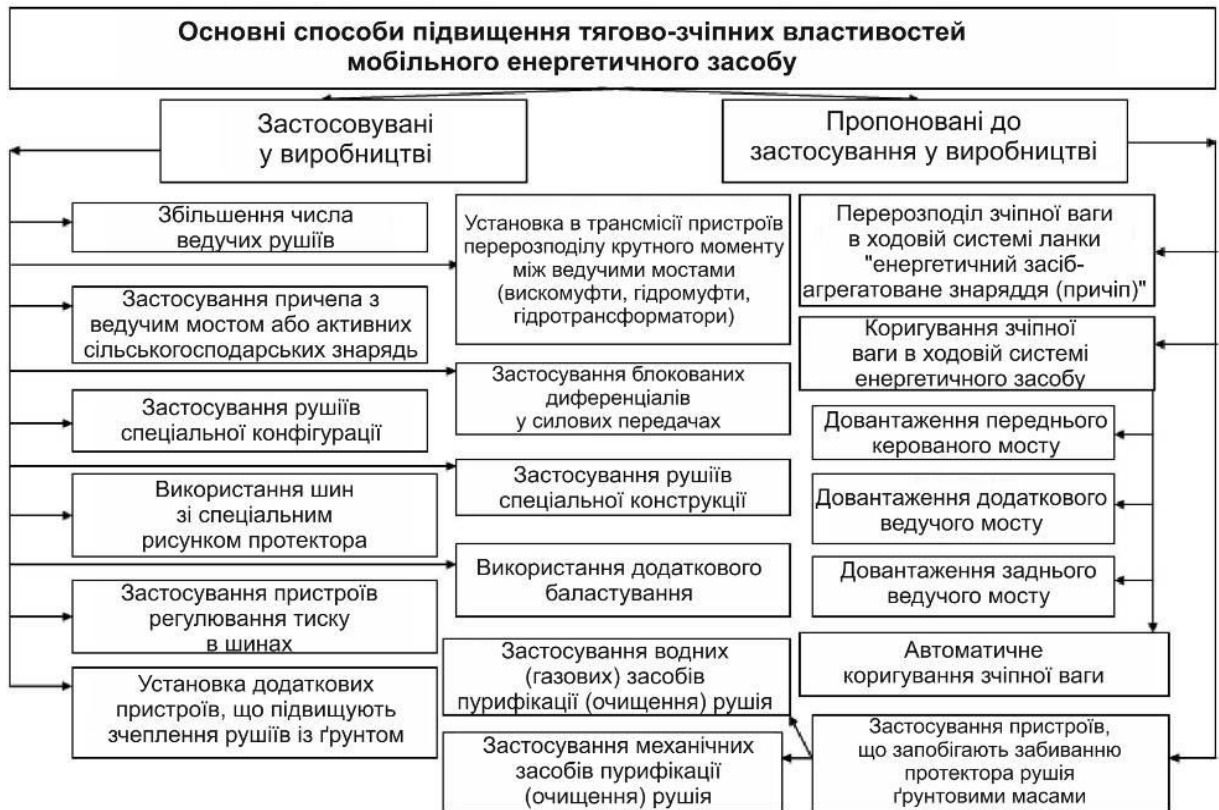 Основні способи підвищення тягово-зчіпних властивостей
мобільного енергетичного засобу
Застосовувані
у виробництві
Пропоновані до
застосування у виробництві
Збільшення числа
ведучих рушіїв
Застосування причепа з
ведучим мостом або активних
сільськогосподарських знарядь
Застосування рушіїв
спеціальної конфігурації
Використання шин
зі спеціальним
рисунком протектора
Застосування пристроїв
регулювання тиску
в шинах
Установка додаткових
пристроїв, що підвищують
зчеплення рушіїв із ґрунтом
Установка в трансмісії пристроїв
перерозподілу крутного моменту
між ведучими мостами
(вискомуфти, гідромуфти,
гідротрансформатори)
Застосування блокованих
диференціалів
у силових передачах
Застосування рушіїв
спеціальної конструкції
Використання додаткового
баластування
Застосування водних
(газових) засобів
пурифікації (очищення) рушія
Застосування механічних
засобів пурифікації
(очищення) рушія
Перерозподіл зчіпної ваги
в ходовій системі ланки
"енергетичний засіб-
агрегатоване знаряддя (причіп)"
Коригування зчіпної
ваги в ходовій системі
енергетичного засобу
Довантаження переднього
керованого мосту
Довантаження додаткового
ведучого мосту
Довантаження заднього
ведучого мосту
Автоматичне
коригування зчіпної ваги
Застосування пристроїв,
що запобігають забиванню
протектора рушія
ґрунтовими масами